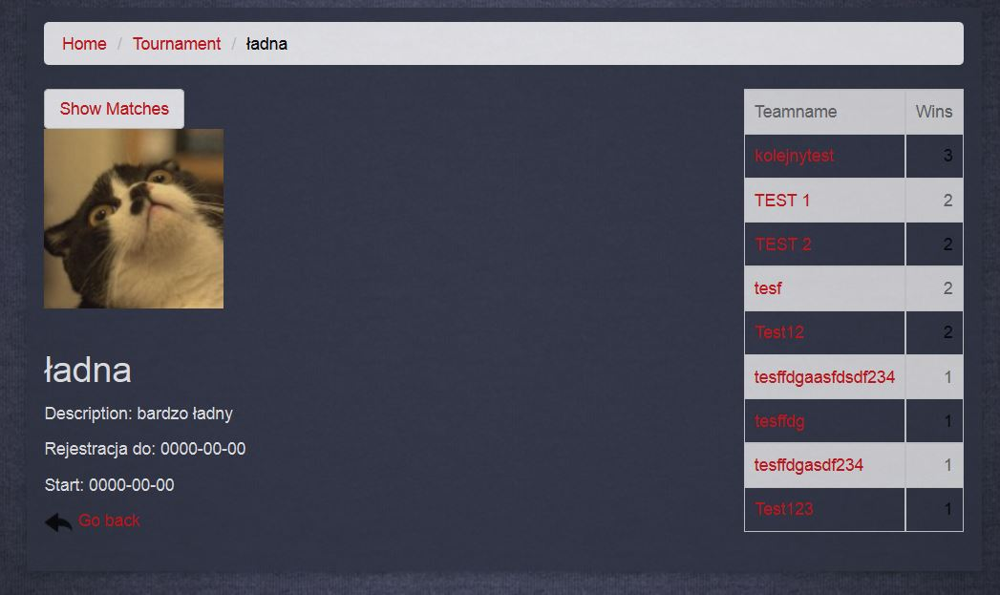 Home / Tournament / ładna
Show Matches
ładna
Description: bardzo ładny
Rejestracja do: 0000-00-00
Start: 0000-00-00
Go back
Teamname Wins
kolejnytest 3
TEST 1 2
TEST 2 2
tesf 2
Test12 2
tesffdgaasfdsdf234 1
tesffdg 1
tesffdgasdf234 1
Test123 1